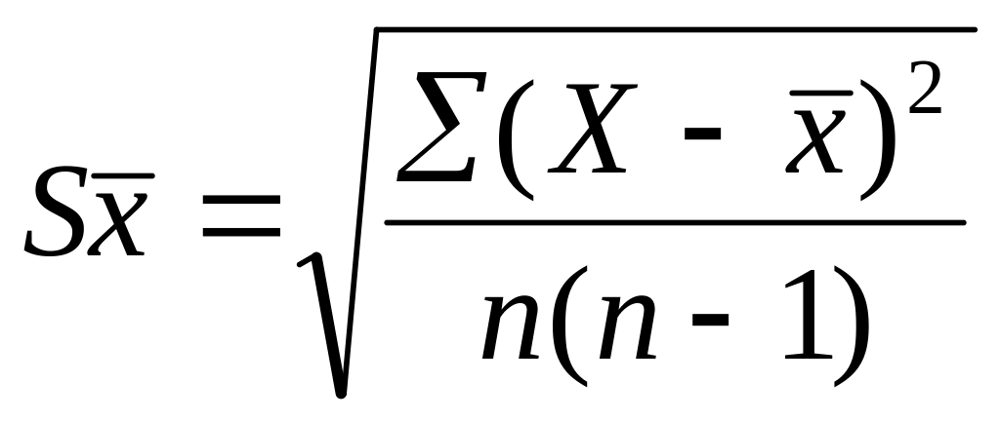 Sx̅ = √(Σ(X - x̅)² / n(n - 1))